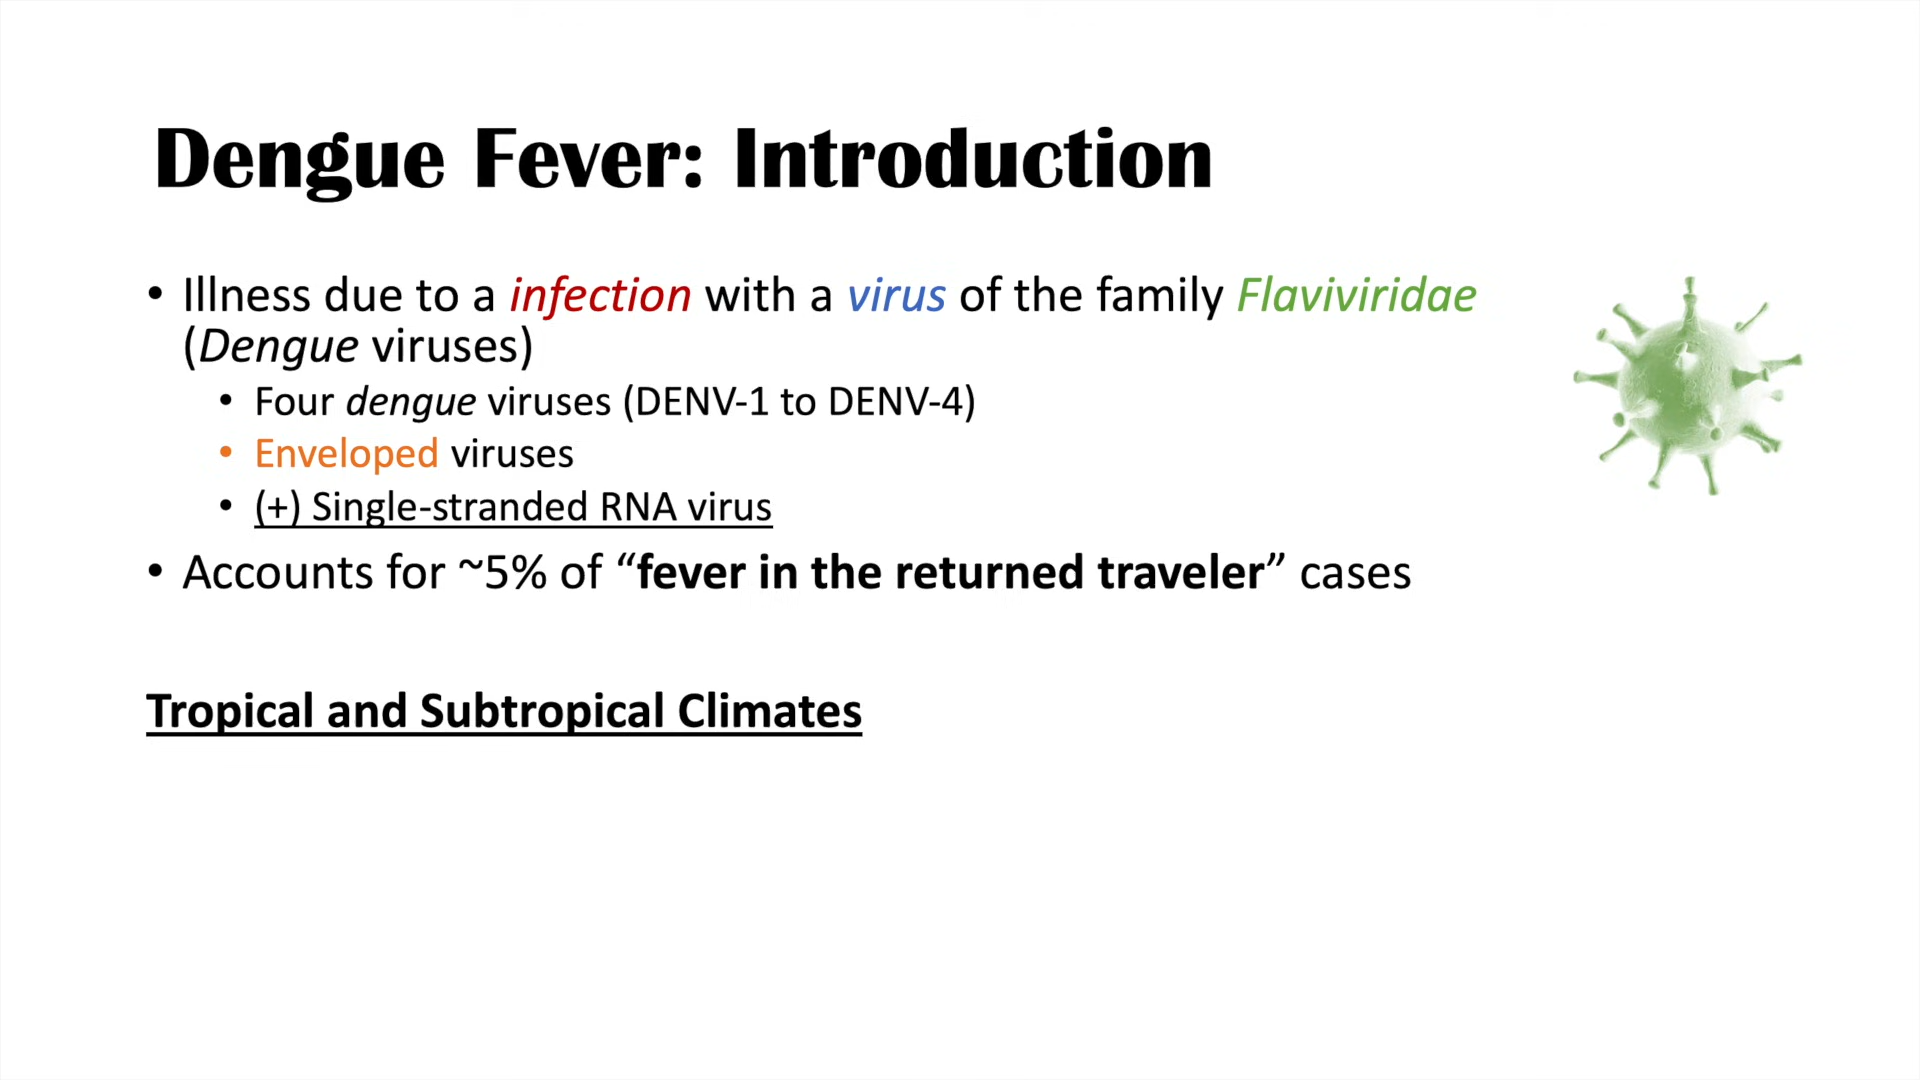 Dengue Fever: Introduction
• Illness due to a infection with a virus of the family Flaviviridae
(Dengue viruses)
• Four dengue viruses (DENV-1 to DENV-4)
• Enveloped viruses
• (+) Single-stranded RNA virus
• Accounts for ~5% of “fever in the returned traveler” cases
Tropical and Subtropical Climates